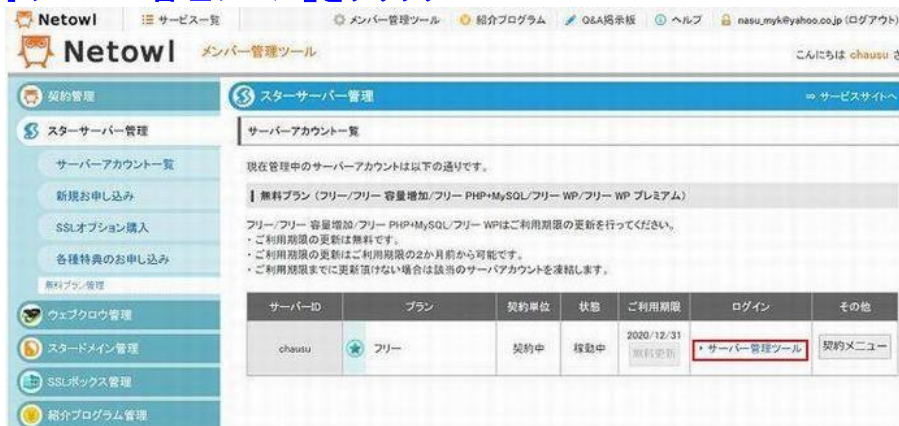 Netowl サービス一覧 メンバー管理ツール 紹介プログラム Q&A掲示板 ヘルプ nasu_myk@yahoo.co.jp (ログアウト)
Netowl メンバー管理ツール こんにちは chausu さ
契約管理
スターサーバー管理
サーバーアカウント一覧
新規お申し込み
SSLオプション購入
各種特典のお申し込み
無料プラン管理
ウェブクロウ管理
スタードメイン管理
SSLボックス管理
紹介プログラム管理
スターサーバー管理 サービスサイトへ
サーバーアカウント一覧
現在管理中のサーバーアカウントは以下の通りです。
無料プラン (フリー/フリー 容量増加/フリー PHP+MySQL/フリー WP/フリー WP プレミアム)
フリー/フリー 容量増加/フリー PHP+MySQL/フリー WPはご利用期限の更新を行ってください。
・ご利用期限の更新は無料です。
・ご利用期限の更新はご利用期限の2か月前から可能です。
・ご利用期限までに更新頂けない場合は該当のサーバアカウントを凍結します。
サーバーID プラン 契約単位 状態 ご利用期限 ログイン その他
chausu フリー 契約中 稼動中 2020/12/31 サーバー管理ツール 契約メニュー
無料更新